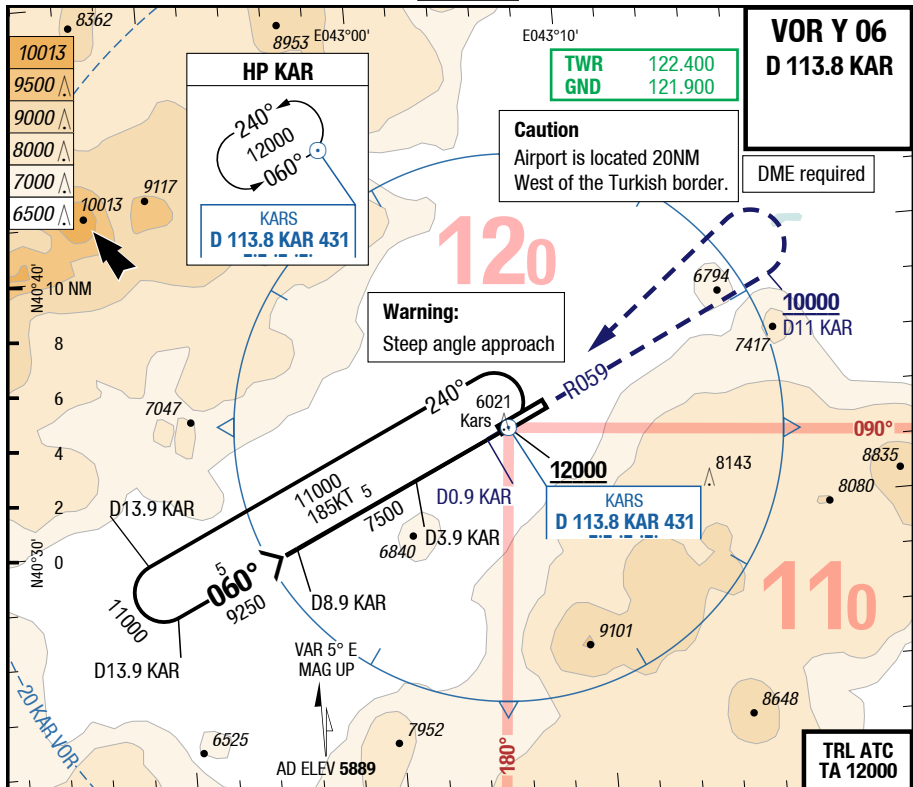 8362
8953
E043°00'
E043°10'
VOR Y 06
D 113.8 KAR
10013
9500
9000
8000
7000
6500
HP KAR
240°
12000
060°
KARS
D 113.8 KAR 431
TWR 122.400
GND 121.900
Caution
Airport is located 20NM
West of the Turkish border.
DME required
9117
10013
120
N40°40'
10 NM
8
6
4
2
0
N40°30'
Warning:
Steep angle approach
6794
10000
D11 KAR
7417
R059
240°
6021
Kars
7047
090°
8835
12000
8143
8080
D0.9 KAR
KARS
D 113.8 KAR 431
11000
185KT
5
7500
D13.9 KAR
D3.9 KAR
6840
5
060°
9250
11000
D8.9 KAR
D13.9 KAR
110
9101
VAR 5° E
MAG UP
20 KAR VOR
8648
7952
6525
180°
AD ELEV 5889
TRL ATC
TA 12000